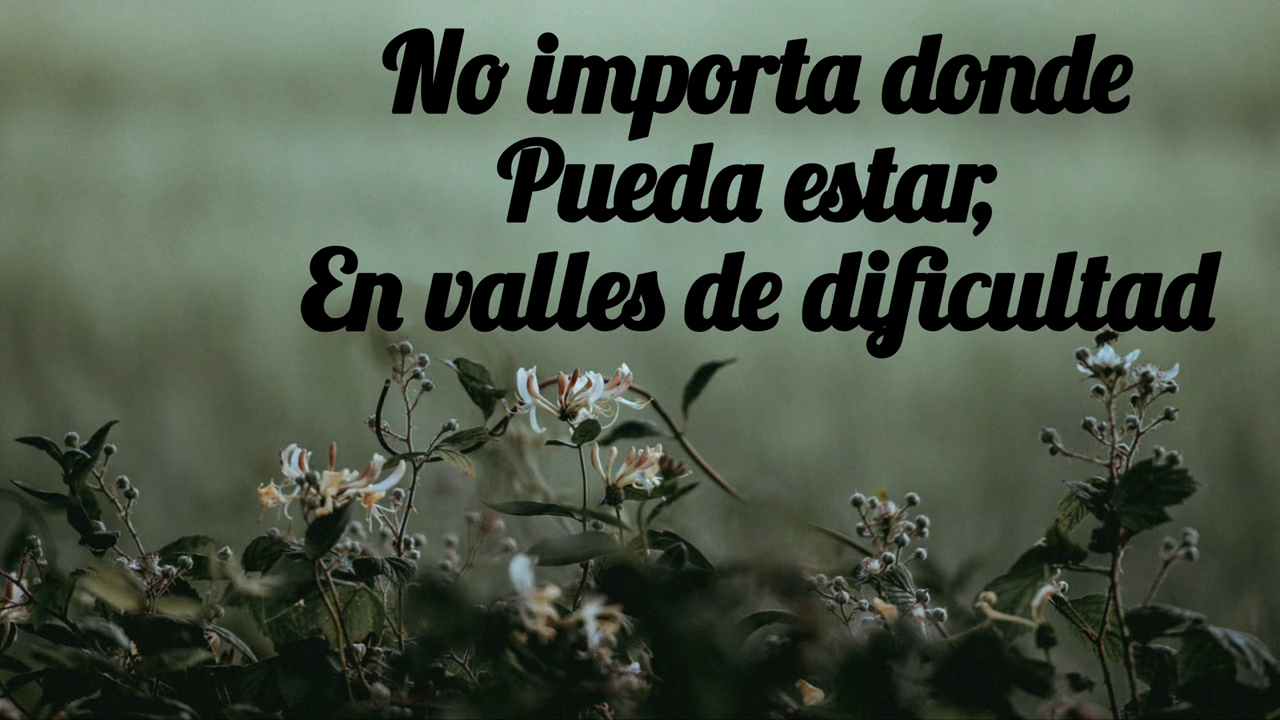 No importa donde
Pueda estar,
En valles de dificultad